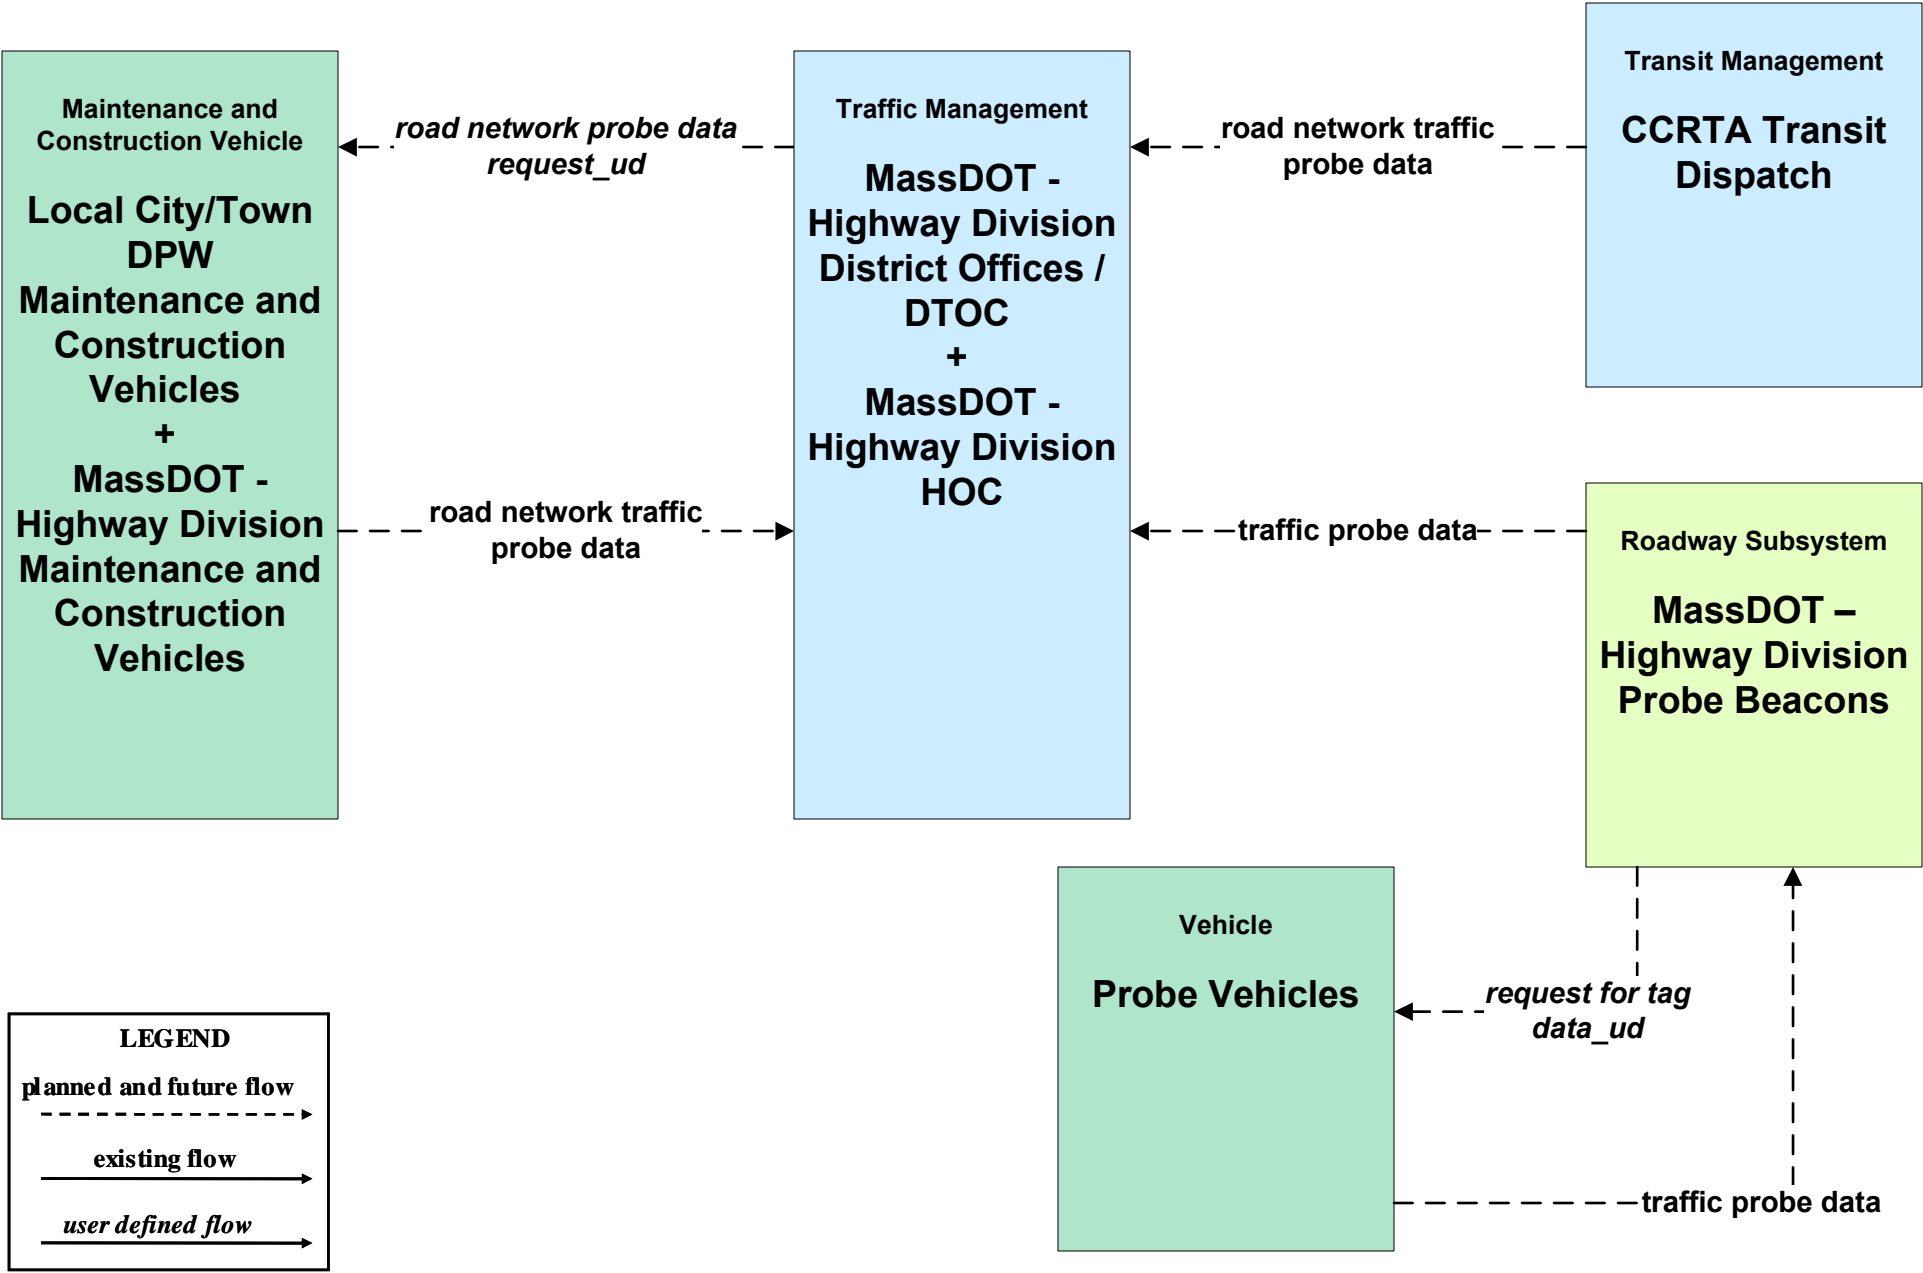 Maintenance and
Construction Vehicle
Local City/Town
DPW
Maintenance and
Construction
Vehicles
+
MassDOT -
Highway Division
Maintenance and
Construction
Vehicles
road network probe data
request_ud
road network traffic
probe data
Traffic Management
MassDOT -
Highway Division
District Offices /
DTOC
+
MassDOT -
Highway Division
HOC
road network traffic
probe data
traffic probe data
Transit Management
CCRTA Transit
Dispatch
Roadway Subsystem
MassDOT –
Highway Division
Probe Beacons
Vehicle
Probe Vehicles
request for tag
data_ud
traffic probe data
LEGEND
planned and future flow
existing flow
user defined flow